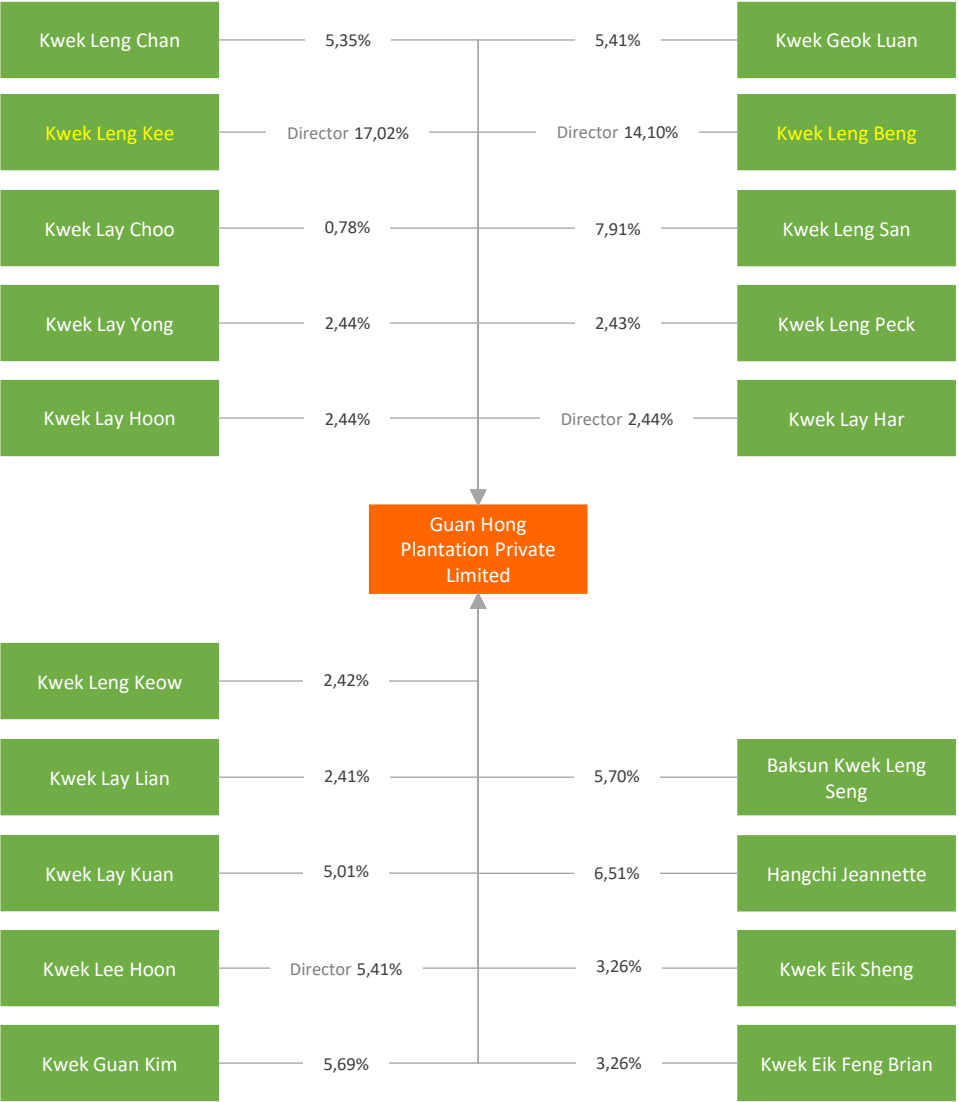 Kwek Leng Chan
5,35%
5,41%
Kwek Geok Luan
Kwek Leng Kee
Director 17,02%
Director 14,10%
Kwek Leng Beng
Kwek Lay Choo
0,78%
7,91%
Kwek Leng San
Kwek Lay Yong
2,44%
2,43%
Kwek Leng Peck
Kwek Lay Hoon
2,44%
Director 2,44%
Kwek Lay Har
Guan Hong
Plantation Private
Limited
Kwek Leng Keow
2,42%
Kwek Lay Lian
2,41%
5,70%
Baksun Kwek Leng
Seng
Kwek Lay Kuan
5,01%
6,51%
Hangchi Jeannette
Kwek Lee Hoon
Director 5,41%
3,26%
Kwek Eik Sheng
Kwek Guan Kim
5,69%
3,26%
Kwek Eik Feng Brian